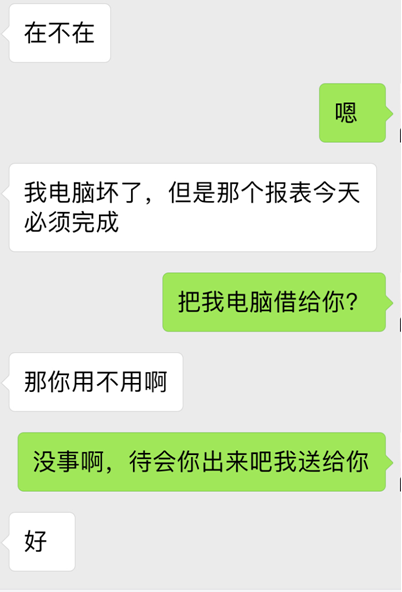 在不在
嗯
我电脑坏了，但是那个报表今天
必须完成
把我电脑借给你？
那你用不用啊
没事啊，待会你出来吧我送给你
好